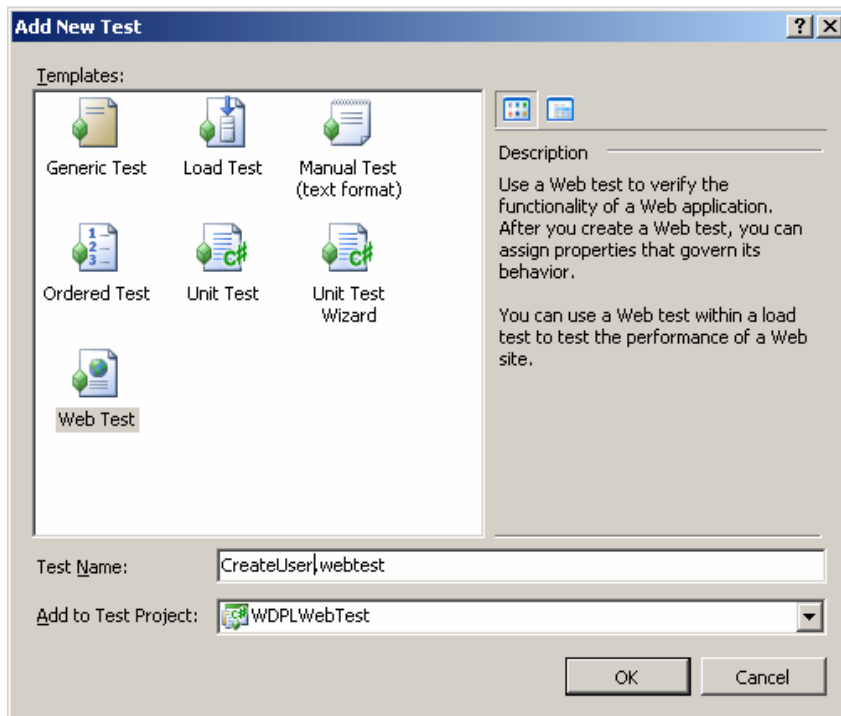 Add New Test
Templates:
Generic Test
Load Test
Manual Test
(text format)
Ordered Test
Unit Test
Unit Test
Wizard
Web Test
Description
Use a Web test to verify the
functionality of a Web application.
After you create a Web test, you can
assign properties that govern its
behavior.
You can use a Web test within a load
test to test the performance of a Web
site.
Test Name:
CreateUser.webtest
Add to Test Project:
WDPLWebTest
OK
Cancel